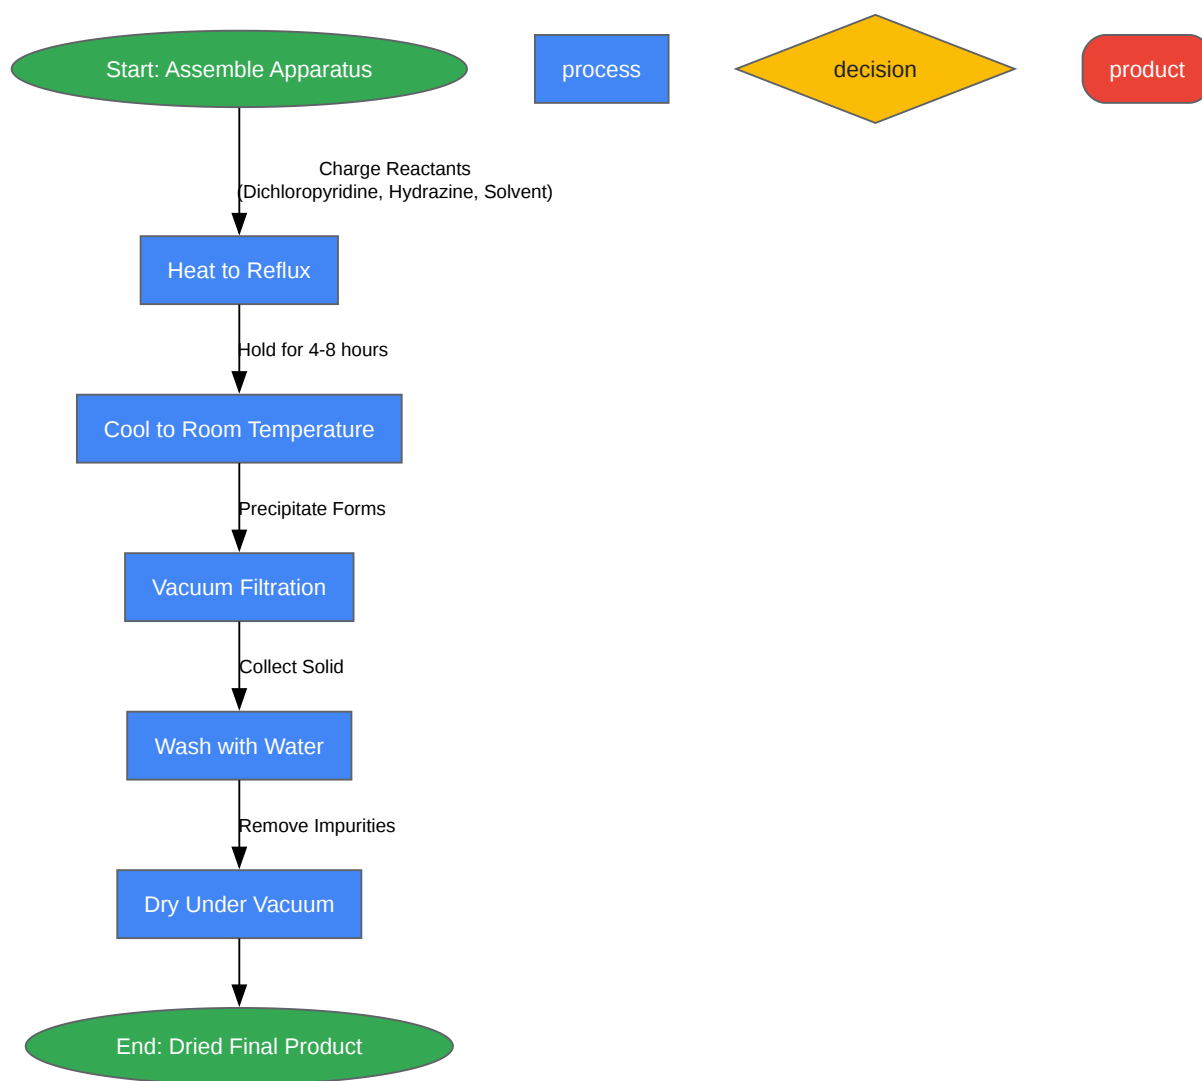 Start: Assemble Apparatus
process
decision
product
Charge Reactants
(Dichloropyridine, Hydrazine, Solvent)
Heat to Reflux
Hold for 4-8 hours
Cool to Room Temperature
Precipitate Forms
Vacuum Filtration
Collect Solid
Wash with Water
Remove Impurities
Dry Under Vacuum
End: Dried Final Product